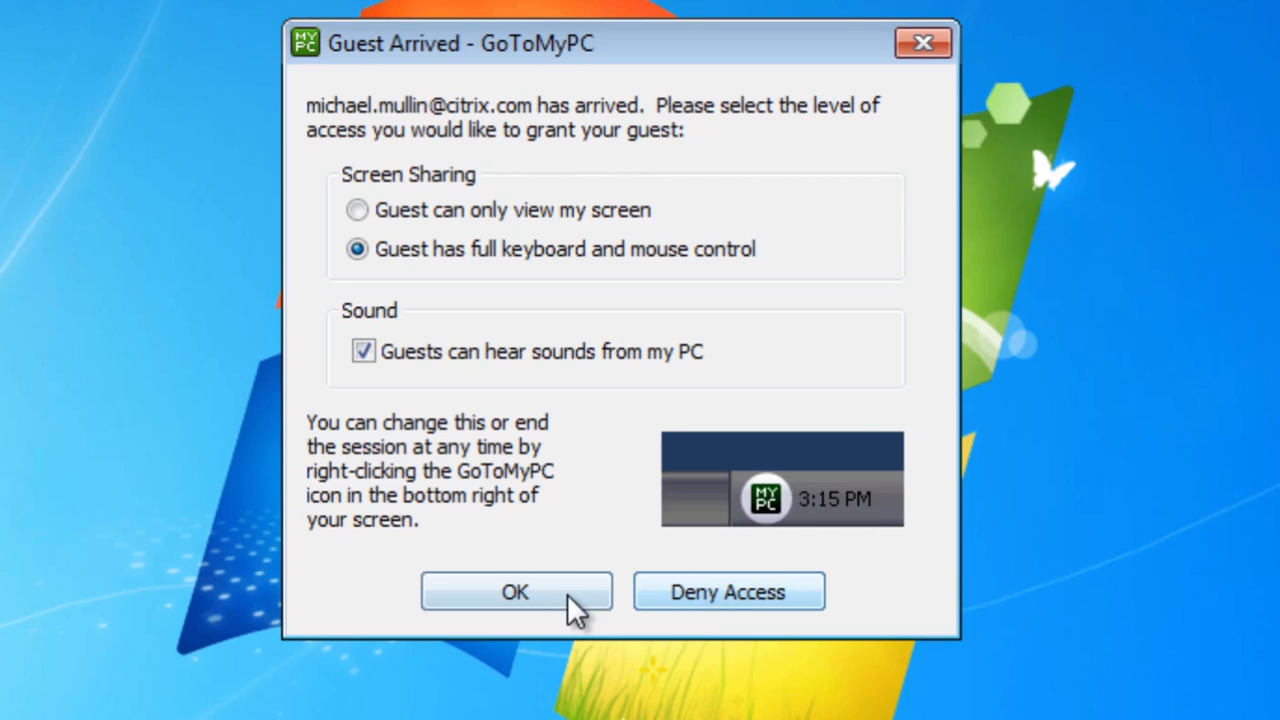 MY
PC
Guest Arrived - GoToMyPC
michael.mullin@citrix.com has arrived.  Please select the level of
access you would like to grant your guest:
Screen Sharing
Guest can only view my screen
Guest has full keyboard and mouse control
Sound
Guests can hear sounds from my PC
You can change this or end
the session at any time by
right-clicking the GoToMyPC
icon in the bottom right of
your screen.
MY
PC
3:15 PM
OK
Deny Access